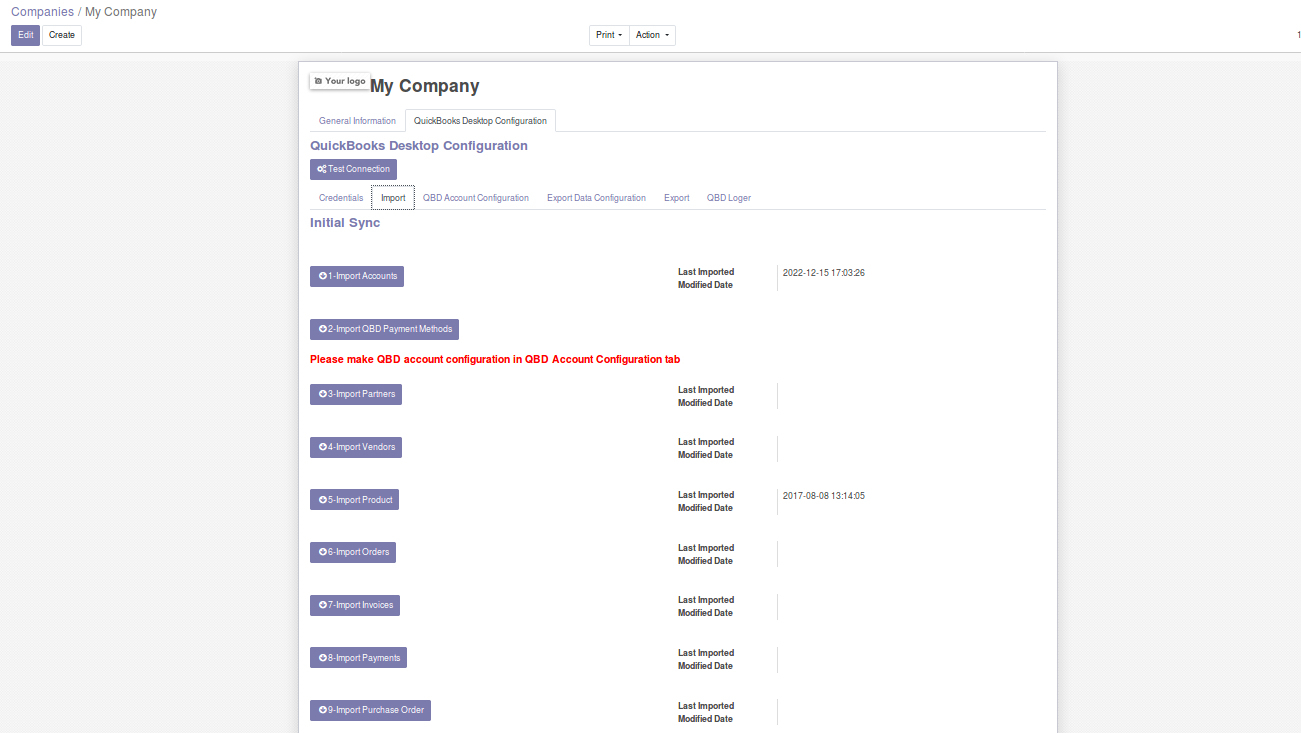 Companies / My Company
Edit Create Print Action 1
Your logo My Company
General Information QuickBooks Desktop Configuration
QuickBooks Desktop Configuration
Test Connection
Credentials Import QBD Account Configuration Export Data Configuration Export QBD Loger
Initial Sync
1-Import Accounts Last Imported 2022-12-15 17:03:26
Modified Date
2-Import QBD Payment Methods
Please make QBD account configuration in QBD Account Configuration tab
3-Import Partners Last Imported
Modified Date
4-Import Vendors Last Imported
Modified Date
5-Import Product Last Imported 2017-08-08 13:14:05
Modified Date
6-Import Orders Last Imported
Modified Date
7-Import Invoices Last Imported
Modified Date
8-Import Payments Last Imported
Modified Date
9-Import Purchase Order Last Imported
Modified Date